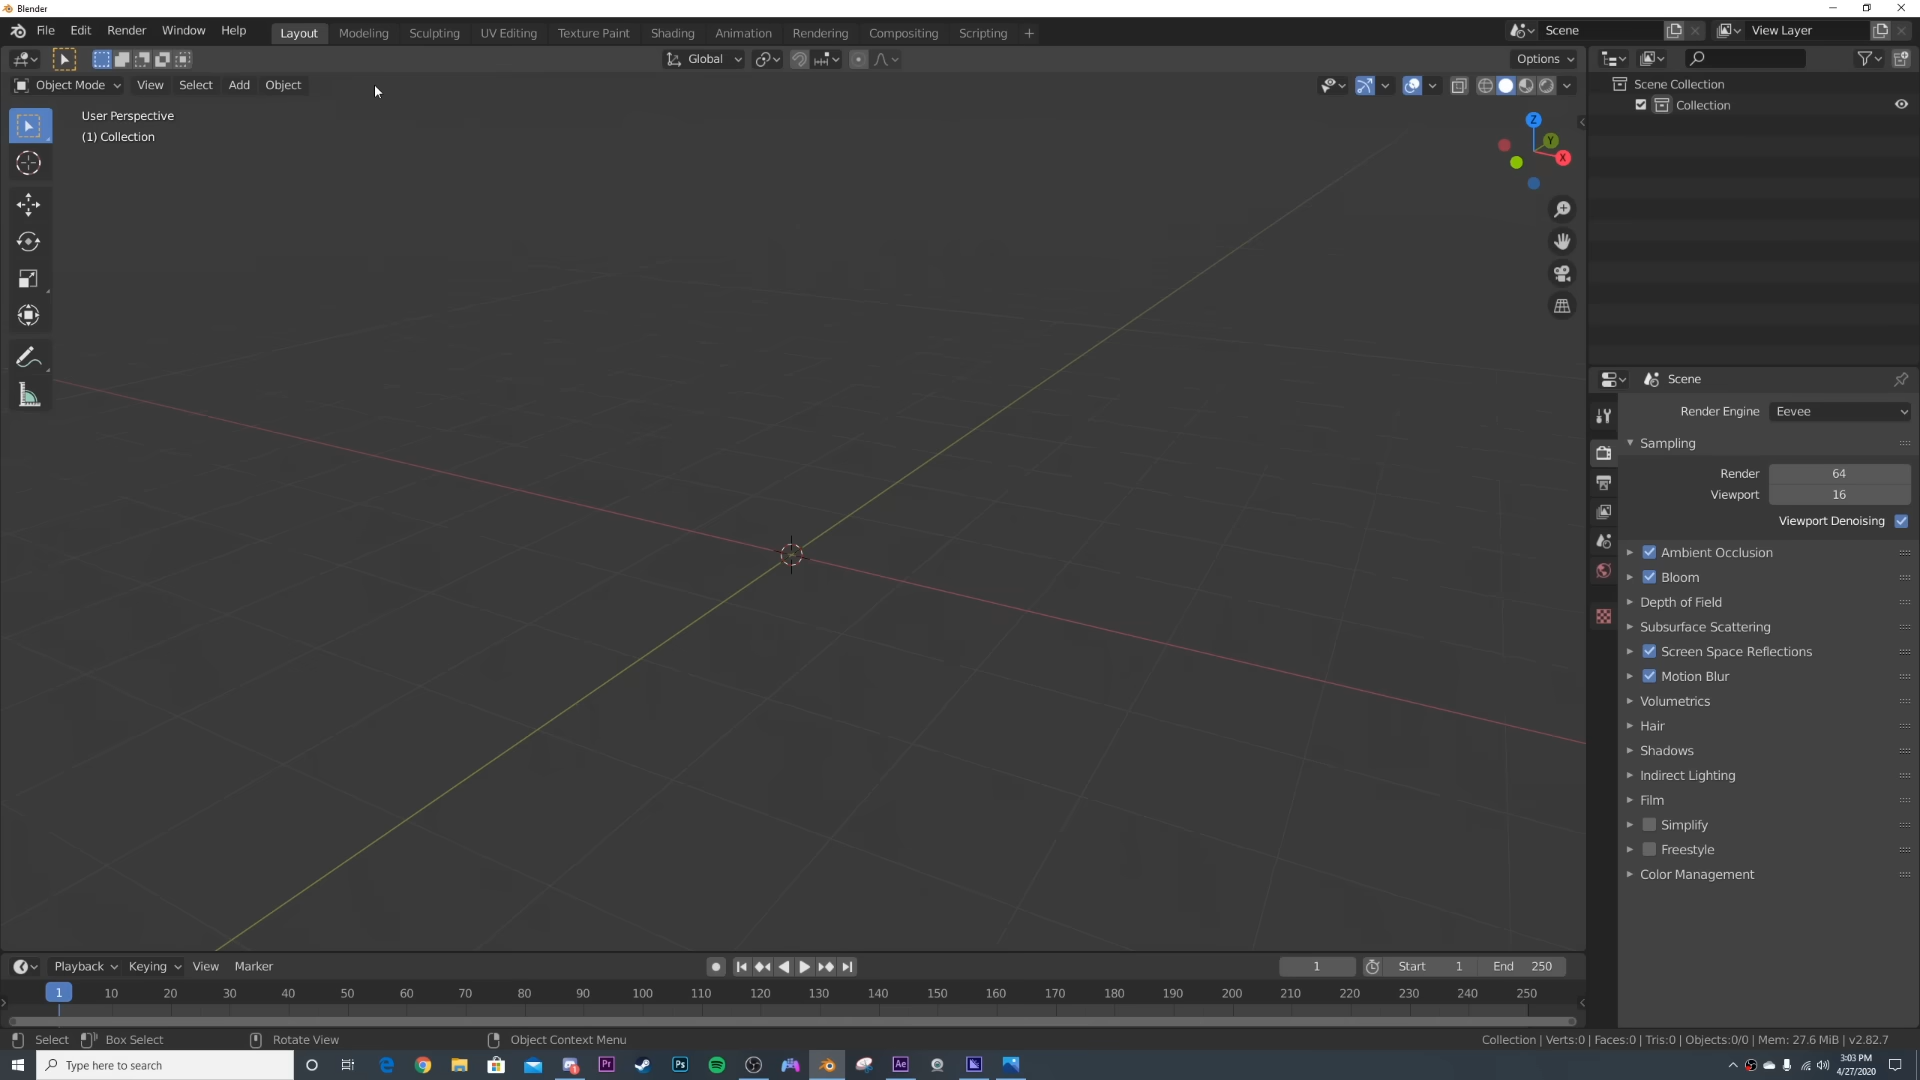 Blender
File Edit Render Window Help Layout Modeling Sculpting UV Editing Texture Paint Shading Animation Rendering Compositing Scripting + Scene View Layer
Global Options
Object Mode View Select Add Object
User Perspective
(1) Collection
Z
Y
X
Scene Collection
Collection
Scene
Render Engine Eevee
Sampling
Render 64
Viewport 16
Viewport Denoising
Ambient Occlusion
Bloom
Depth of Field
Subsurface Scattering
Screen Space Reflections
Motion Blur
Volumetrics
Hair
Shadows
Indirect Lighting
Film
Simplify
Freestyle
Color Management
Playback Keying View Marker 1 Start 1 End 250
1 10 20 30 40 50 60 70 80 90 100 110 120 130 140 150 160 170 180 190 200 210 220 230 240 250
Select Box Select Rotate View Object Context Menu Collection | Verts:0 | Faces:0 | Tris:0 | Objects:0/0 | Mem: 27.6 MiB | v2.82.7
Type here to search Pr Ps Ae
3:03 PM
4/27/2020